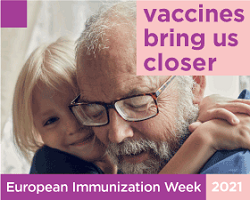 vaccines
bring us
closer
European Immunization Week 2021